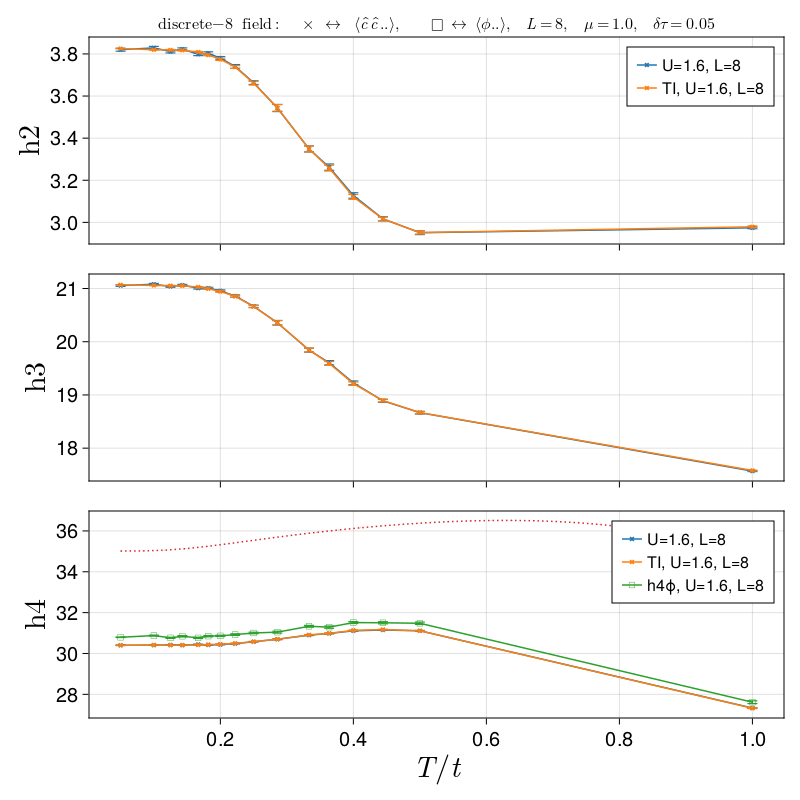 discrete−8 field : × ↔ ⟨ĉ ĉ ..⟩, □ ↔ ⟨ϕ..⟩, L = 8, μ = 1.0, δτ = 0.05
3.8
3.6
3.4
3.2
3.0
h2
U=1.6, L=8
TI, U=1.6, L=8
21
20
19
18
h3
36
34
32
30
28
h4
U=1.6, L=8
TI, U=1.6, L=8
h4ϕ, U=1.6, L=8
0.2 0.4 0.6 0.8 1.0
T/t